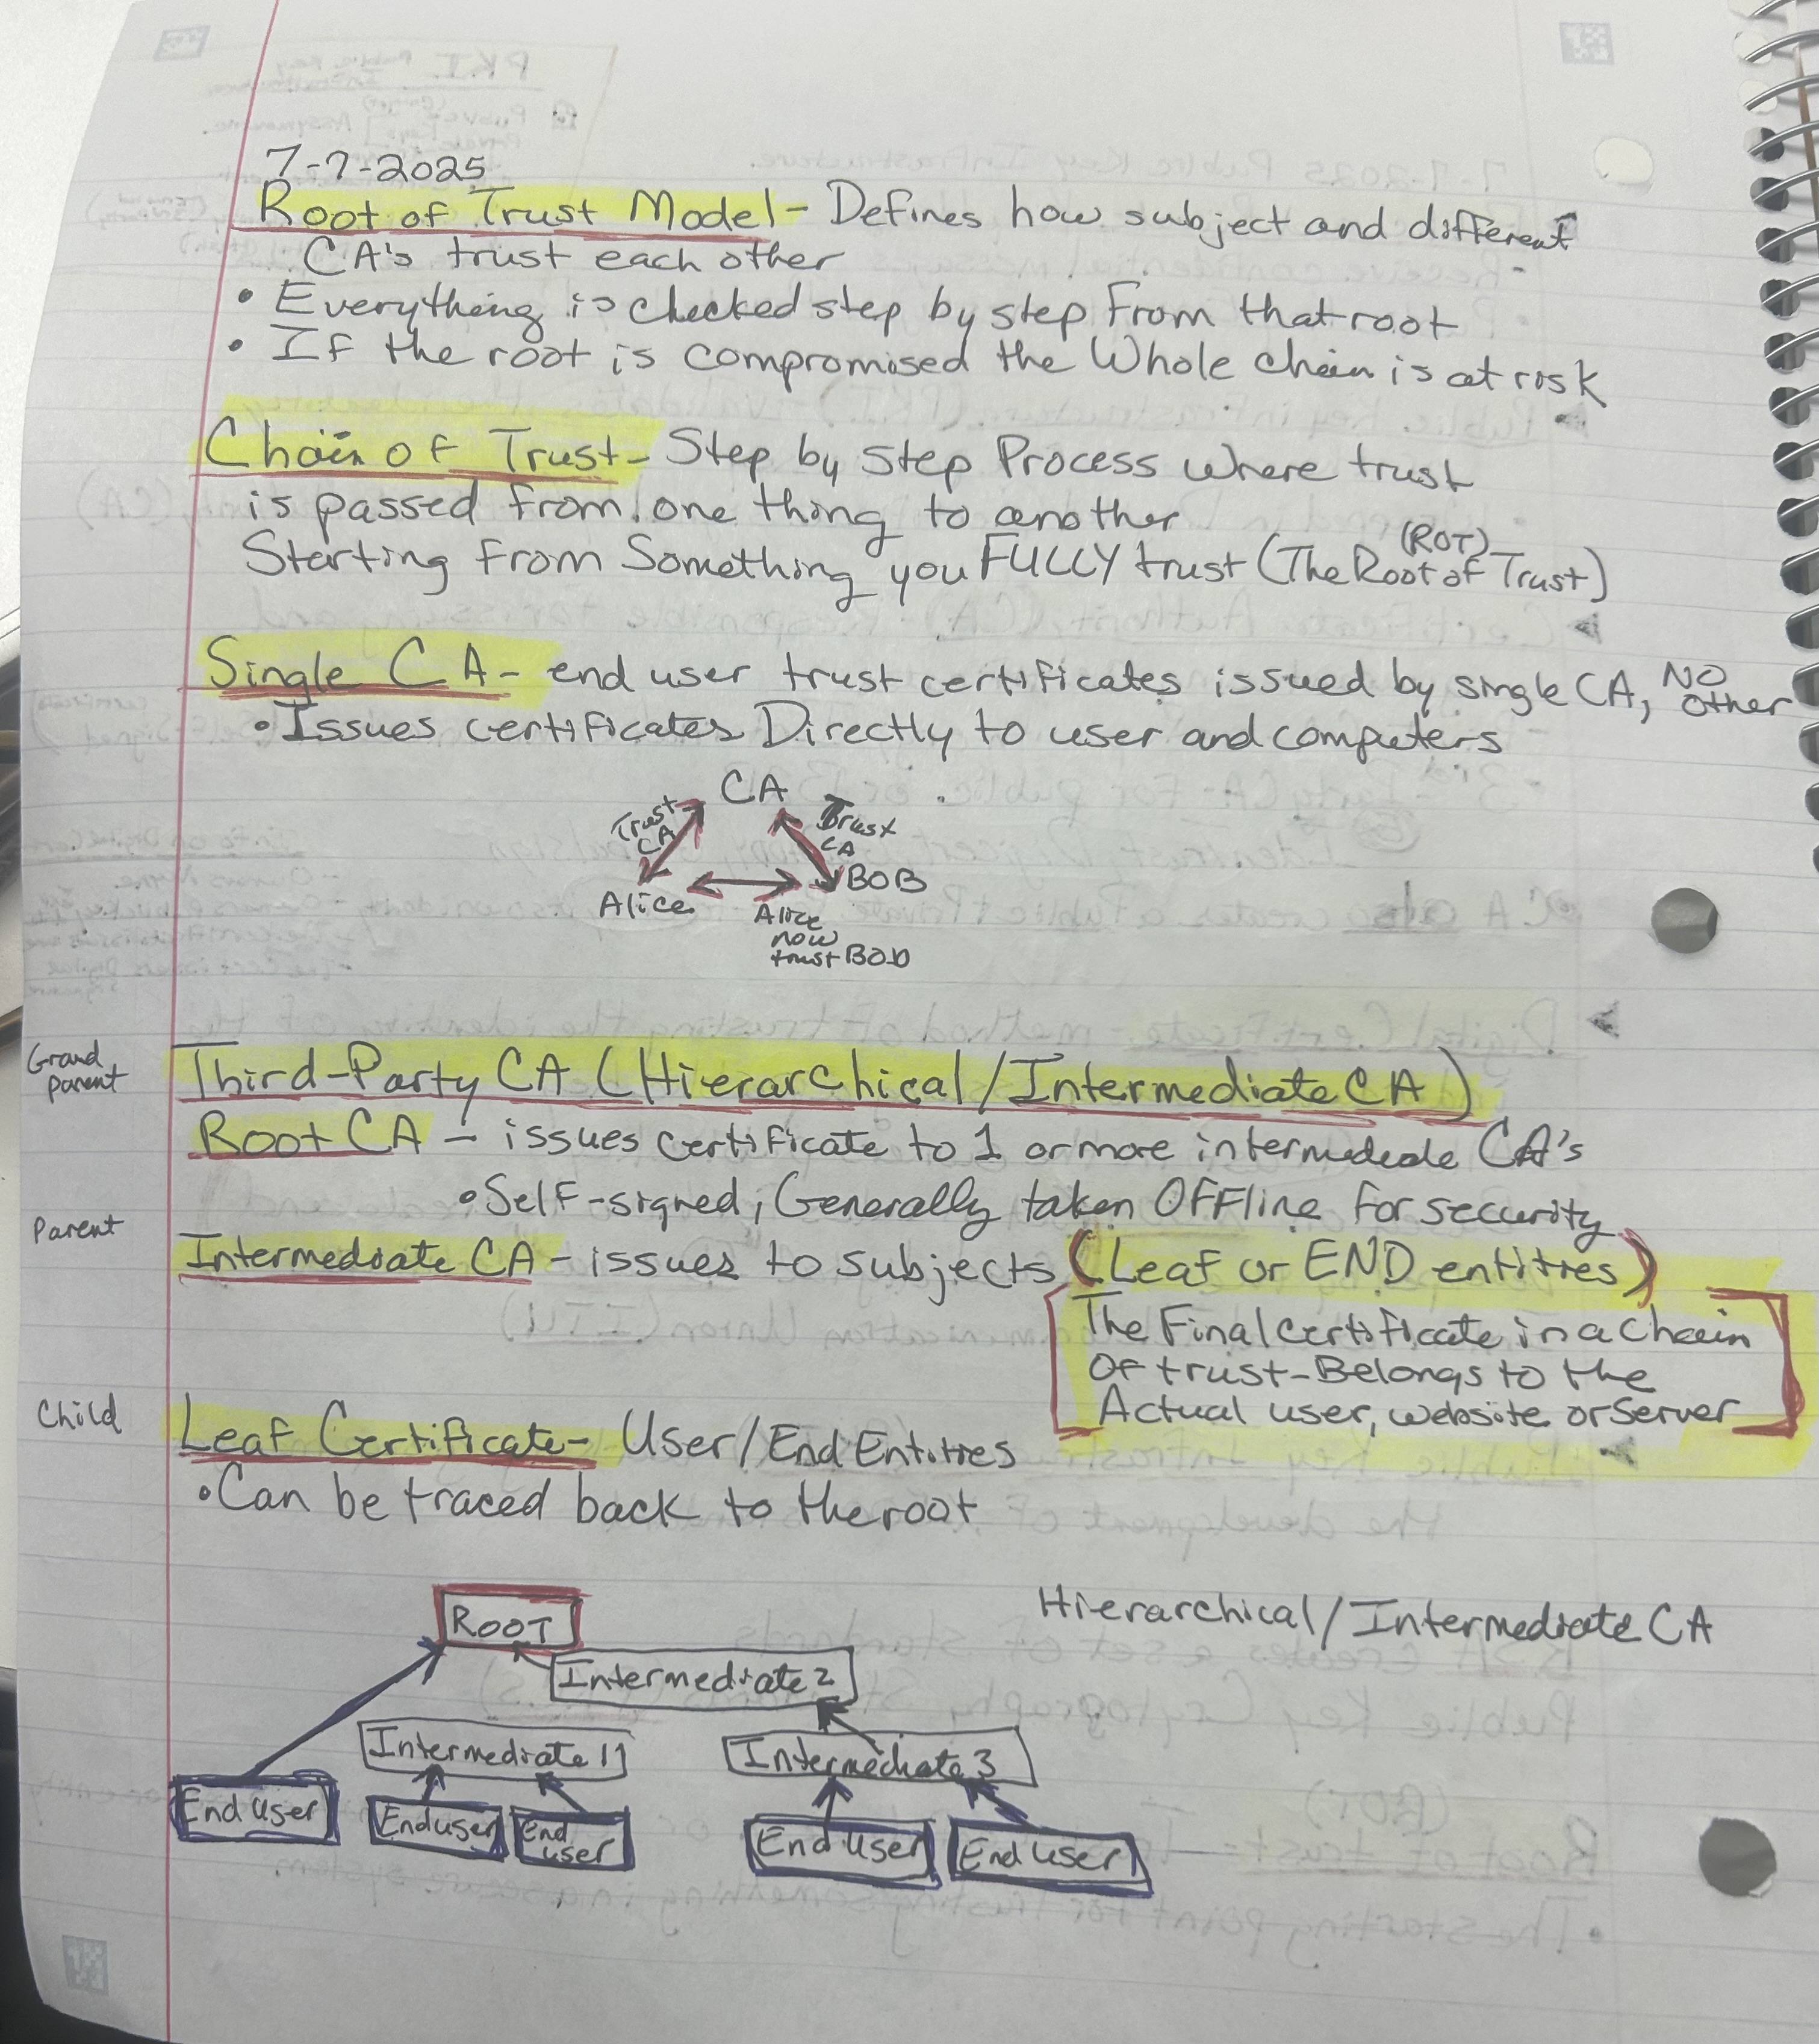 7-7-2025
Root of Trust Model - Defines how subject and different
CA's trust each other
• Everything is checked step by step From that root
• If the root is compromised the Whole chain is at risk
Chain of Trust - Step by Step Process where trust
is passed from one thing to another
(ROT)
Starting From Something you FULLY trust (The Root of Trust)
Single CA - end user trust certificates issued by single CA, NO other
• Issues certificates Directly to user and computers
CA
Trust CA
Trust CA
Alice
BOB
Alice
now
trust BOB
Grand parent
Third-Party CA (Hierarchical/Intermediate CA)
Root CA - issues certificate to 1 or more intermediate CA's
• Self-signed, Generally taken OFFline For security
Parent
Intermediate CA - issues to subjects (Leaf or END entities)
The Final certificate in a Chain
Of trust - Belongs to the
Actual user, website or Server
Child
Leaf Certificate - User/End Entities
• Can be traced back to the root
Hierarchical/Intermediate CA
ROOT
Intermediate 2
Intermediate 1
Intermediate 3
End User
End user
End user
End User
End User